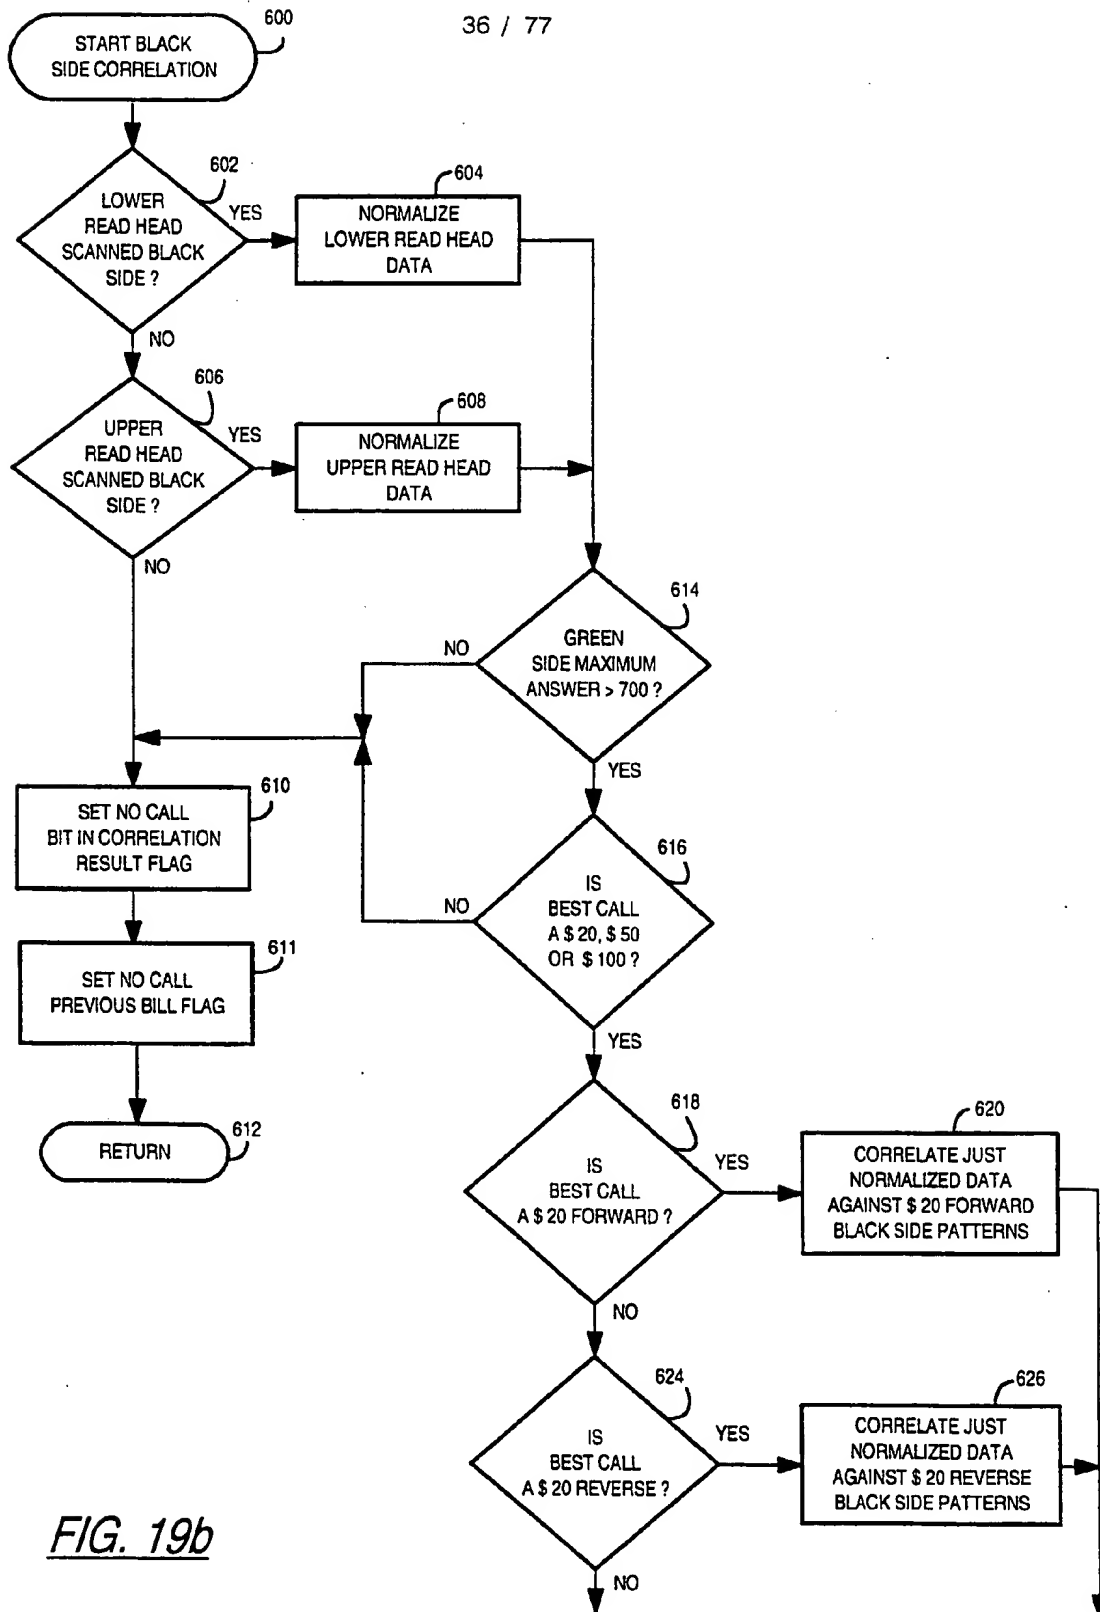 36 / 77
600
START BLACK
SIDE CORRELATION
602
LOWER
READ HEAD
SCANNED BLACK
SIDE ?
YES
NO
604
NORMALIZE
LOWER READ HEAD
DATA
606
UPPER
READ HEAD
SCANNED BLACK
SIDE ?
YES
NO
608
NORMALIZE
UPPER READ HEAD
DATA
614
GREEN
SIDE MAXIMUM
ANSWER > 700 ?
NO
YES
610
SET NO CALL
BIT IN CORRELATION
RESULT FLAG
616
IS
BEST CALL
A $ 20, $ 50
OR $ 100 ?
NO
YES
611
SET NO CALL
PREVIOUS BILL FLAG
612
RETURN
618
IS
BEST CALL
A $ 20 FORWARD ?
YES
NO
620
CORRELATE JUST
NORMALIZED DATA
AGAINST $ 20 FORWARD
BLACK SIDE PATTERNS
624
IS
BEST CALL
A $ 20 REVERSE ?
YES
NO
626
CORRELATE JUST
NORMALIZED DATA
AGAINST $ 20 REVERSE
BLACK SIDE PATTERNS
FIG. 19b